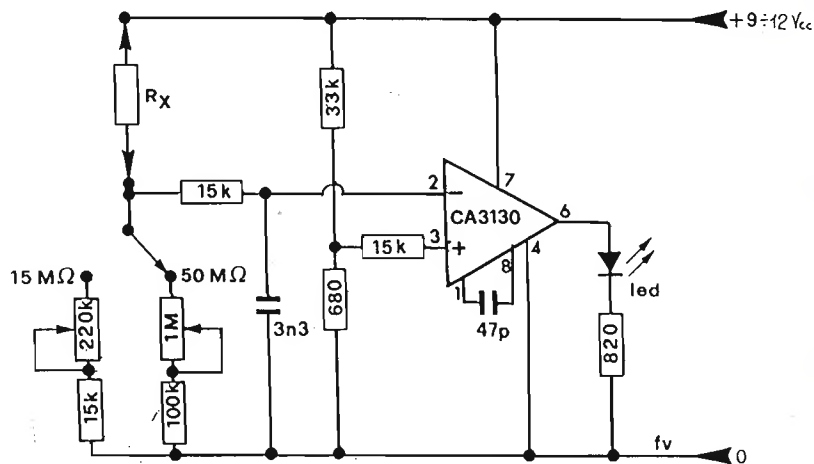 +9÷12 Vcc
Rx
33k
15k
2
−
7
CA3130
6
3
+
15k
4
8
1
47p
15 MΩ
50 MΩ
220k
1M
3n3
680
led
820
15k
100k
fv
0